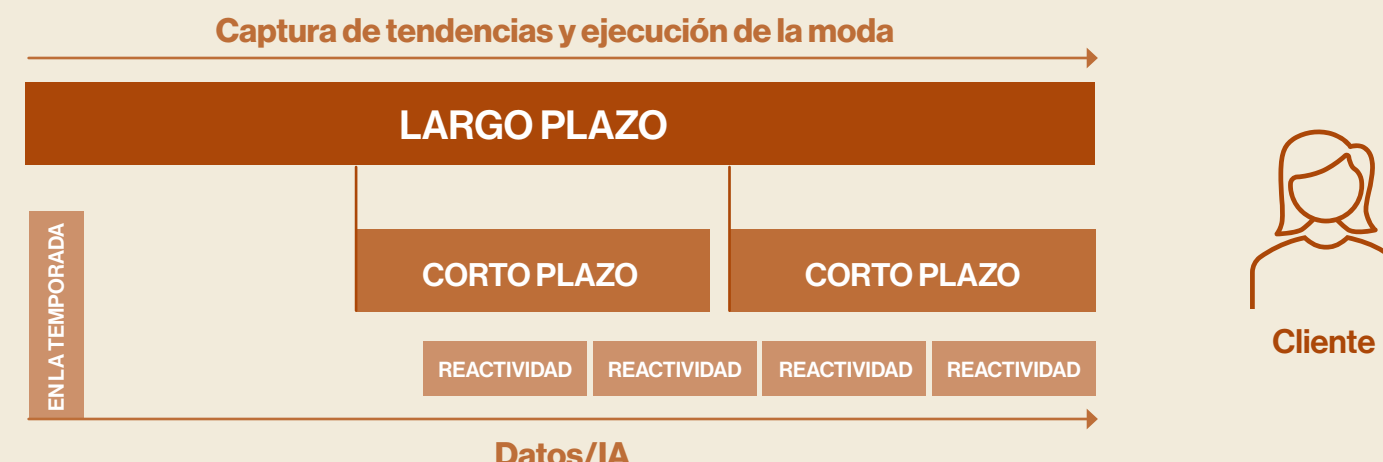 Captura de tendencias y ejecución de la moda
LARGO PLAZO
EN LA TEMPORADA
CORTO PLAZO
CORTO PLAZO
REACTIVIDAD
REACTIVIDAD
REACTIVIDAD
REACTIVIDAD
Cliente
Datos/IA